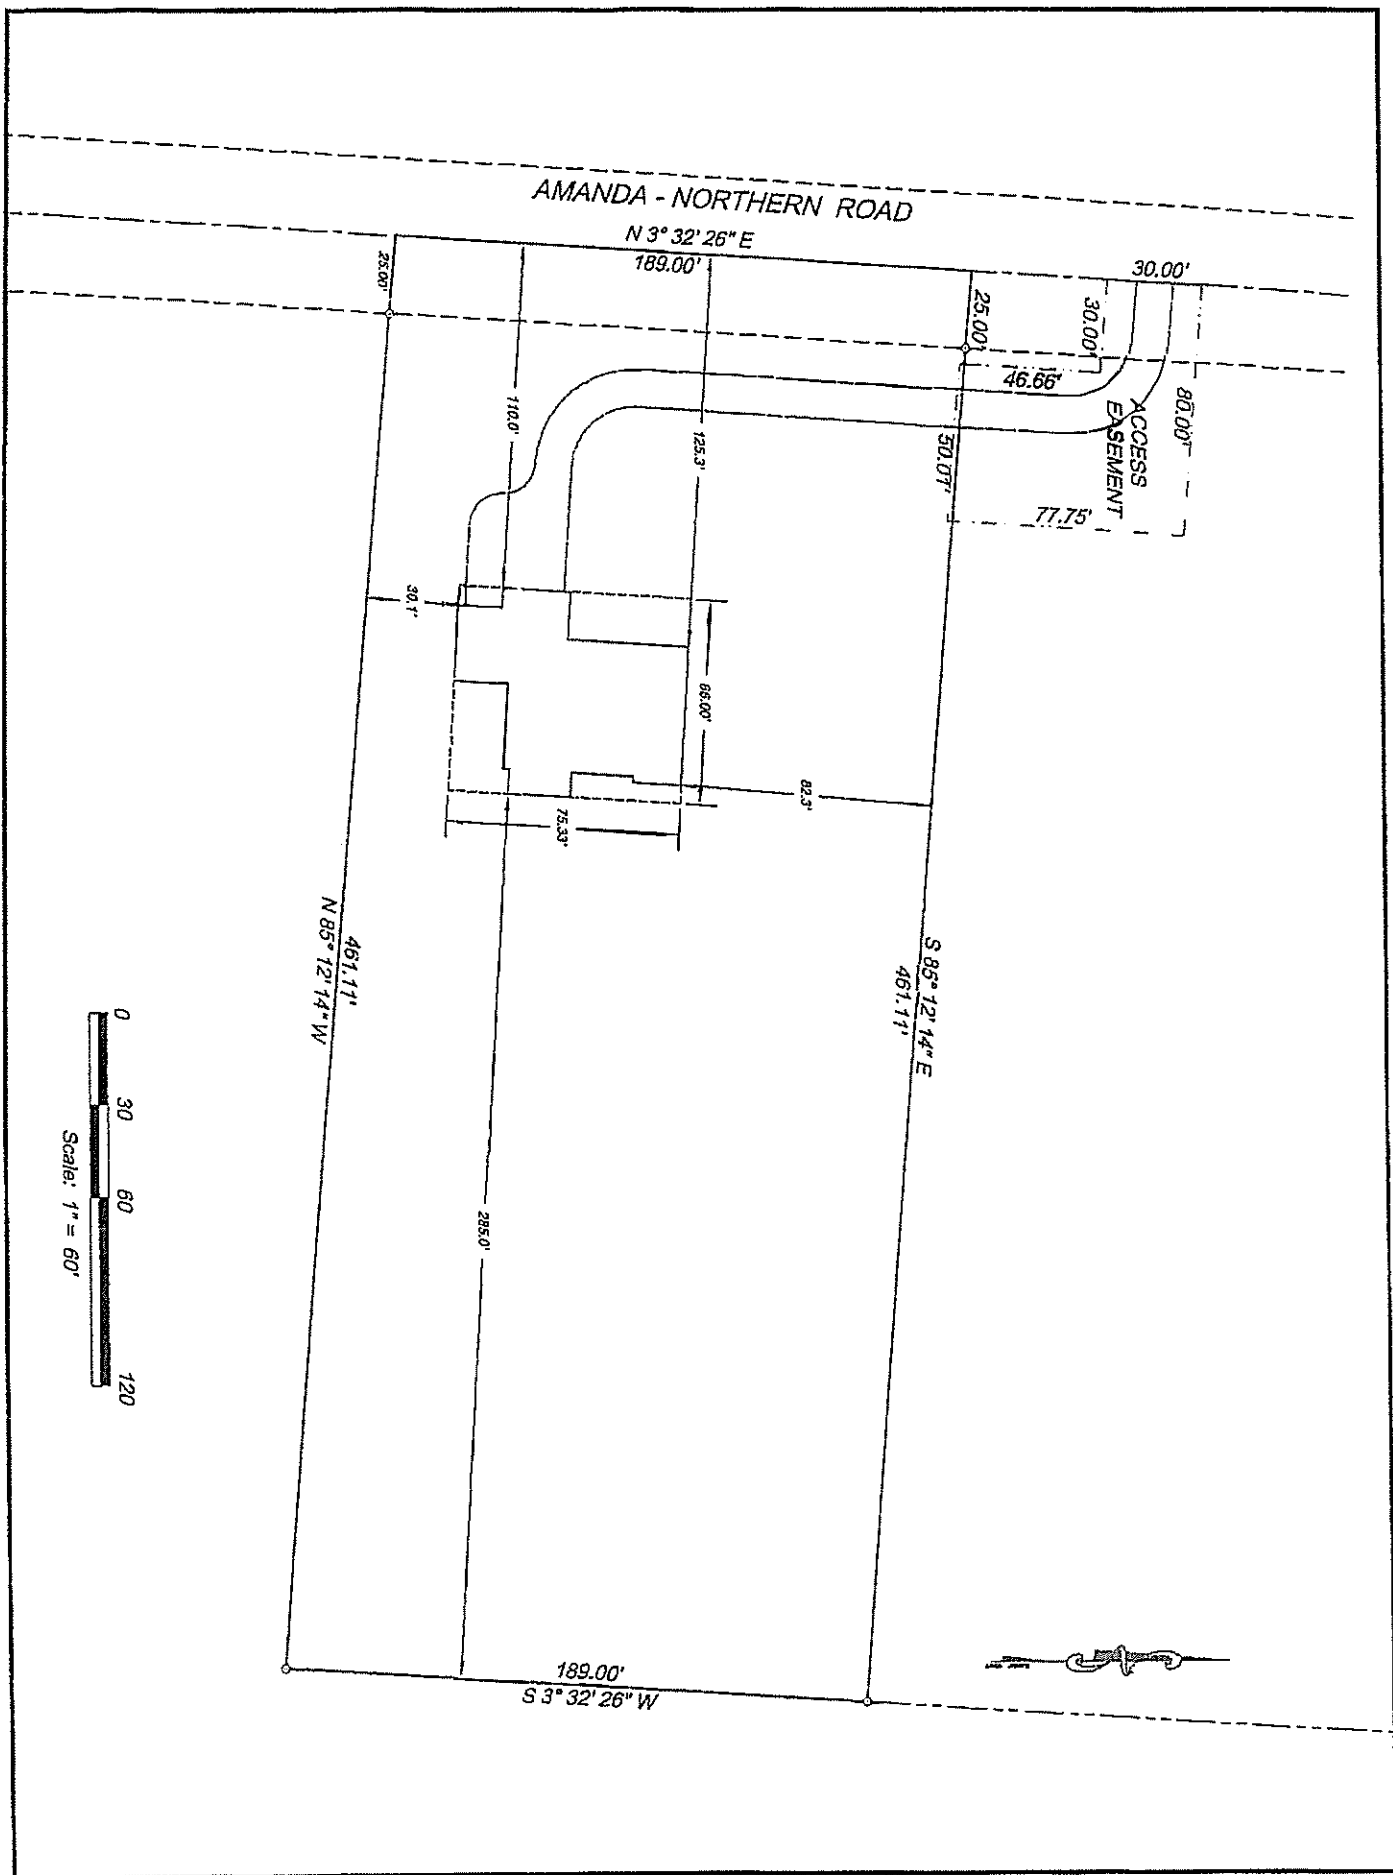 AMANDA - NORTHERN ROAD
N 3° 32' 26" E
189.00'
30.00'
25.00'
25.00'
30.00'
46.66'
80.00'
ACCESS
EASEMENT
110.0'
125.3'
50.01'
77.75'
30.1'
66.00'
82.3'
75.33'
461.11'
N 85° 12' 14" W
S 85° 12' 14" E
461.11'
0 30 60 120
Scale: 1" = 60'
285.0'
189.00'
S 3° 32' 26" W